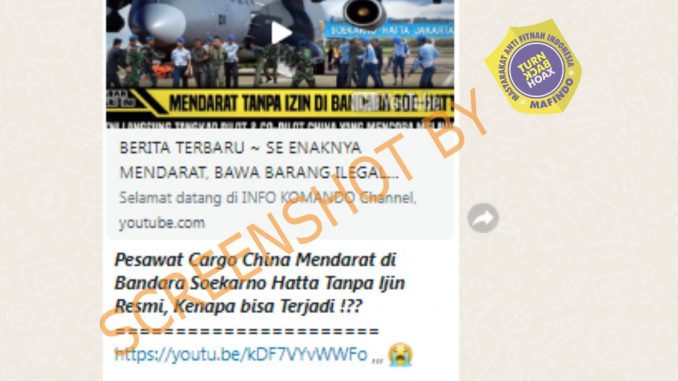 SOEKARNO HATTA JAKARTA
MENDARAT TANPA IZIN DI BANDARA SOE-HATTA
BERITA TERBARU ~ SE ENAKNYA
MENDARAT, BAWA BARANG ILEGAL...
Selamat datang di INFO KOMANDO Channel,
youtube.com
Pesawat Cargo China Mendarat di
Bandara Soekarno Hatta Tanpa Ijin
Resmi, Kenapa bisa Terjadi !??
======================
https://youtu.be/kDF7VYvWWFo ,,, 😭
SCREENSHOT BY
MASYARAKAT ANTI FITNAH INDONESIA
TURN
BACK
HOAX
MAFINDO